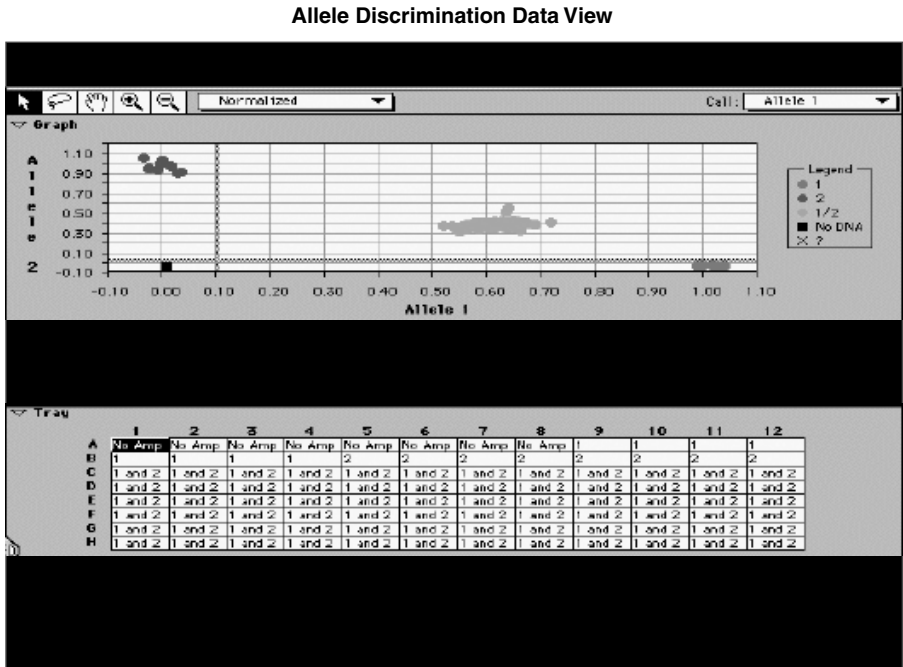 Allele Discrimination Data View
Normalized
Call: Allele 1
Graph
Allele 2
1.10
0.90
0.70
0.50
0.30
0.10
-0.10
-0.10 0.00 0.10 0.20 0.30 0.40 0.50 0.60 0.70 0.80 0.90 1.00 1.10
Allele 1
Legend
1
2
1/2
No DNA
?
Tray
1 2 3 4 5 6 7 8 9 10 11 12
A No Amp No Amp No Amp No Amp No Amp No Amp No Amp No Amp 1 1 1 1
B 1 1 1 1 2 2 2 2 2 2 2 2
C 1 and 2 1 and 2 1 and 2 1 and 2 1 and 2 1 and 2 1 and 2 1 and 2 1 and 2 1 and 2 1 and 2 1 and 2
D 1 and 2 1 and 2 1 and 2 1 and 2 1 and 2 1 and 2 1 and 2 1 and 2 1 and 2 1 and 2 1 and 2 1 and 2
E 1 and 2 1 and 2 1 and 2 1 and 2 1 and 2 1 and 2 1 and 2 1 and 2 1 and 2 1 and 2 1 and 2 1 and 2
F 1 and 2 1 and 2 1 and 2 1 and 2 1 and 2 1 and 2 1 and 2 1 and 2 1 and 2 1 and 2 1 and 2 1 and 2
G 1 and 2 1 and 2 1 and 2 1 and 2 1 and 2 1 and 2 1 and 2 1 and 2 1 and 2 1 and 2 1 and 2 1 and 2
H 1 and 2 1 and 2 1 and 2 1 and 2 1 and 2 1 and 2 1 and 2 1 and 2 1 and 2 1 and 2 1 and 2 1 and 2